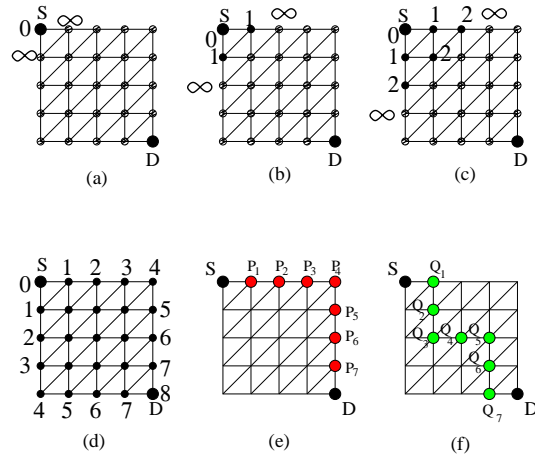 S
0 ∞
∞
D
(a)
S 1 ∞
0
1
∞
D
(b)
S 1 2 ∞
0
1 2
2
∞
D
(c)
S 1 2 3 4
0
1 5
2 6
3 7
4 5 6 7 8
D
(d)
S P1 P2 P3 P4
P5
P6
P7
D
(e)
S Q1
Q2
Q3 Q4 Q5
Q6
Q7 D
(f)